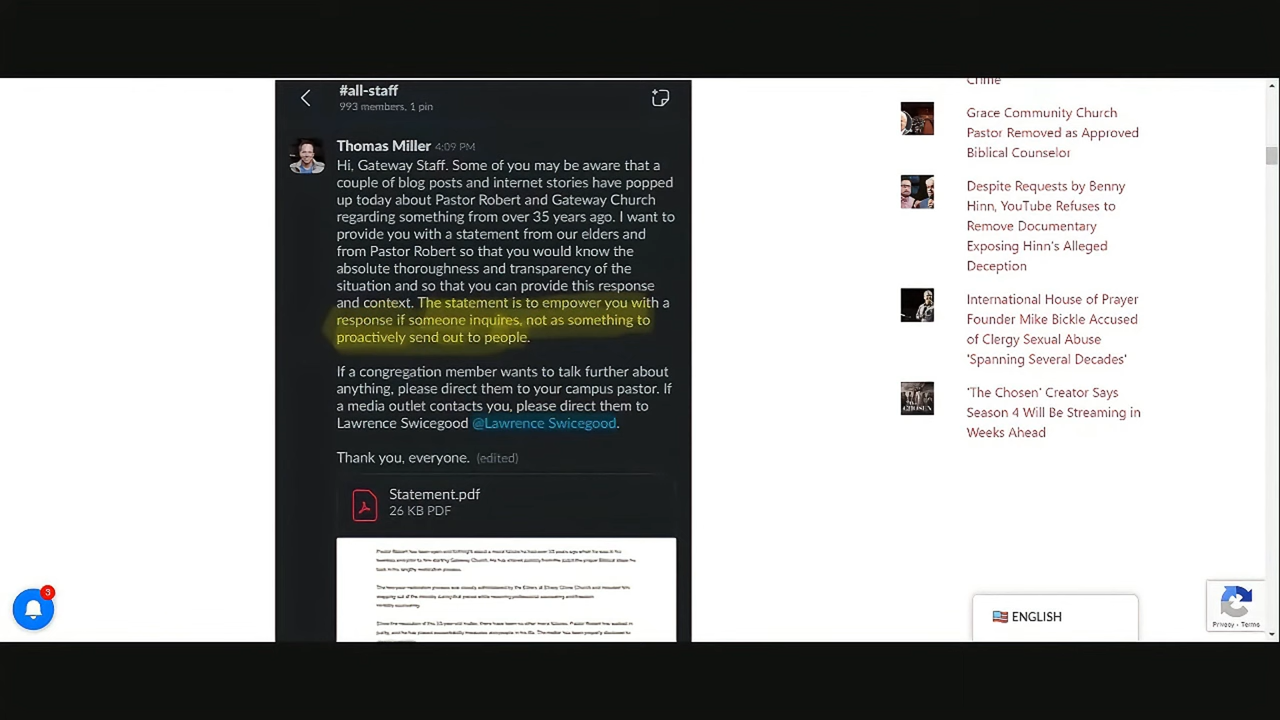 #all-staff
993 members, 1 pin
Thomas Miller 4:09 PM
Hi, Gateway Staff. Some of you may be aware that a
couple of blog posts and internet stories have popped
up today about Pastor Robert and Gateway Church
regarding something from over 35 years ago. I want to
provide you with a statement from our elders and
from Pastor Robert so that you would know the
absolute thoroughness and transparency of the
situation and so that you can provide this response
and context. The statement is to empower you with a
response if someone inquires, not as something to
proactively send out to people.
If a congregation member wants to talk further about
anything, please direct them to your campus pastor. If
a media outlet contacts you, please direct them to
Lawrence Swicegood @Lawrence Swicegood.
Thank you, everyone. (edited)
Statement.pdf
26 KB PDF
Crime
Grace Community Church
Pastor Removed as Approved
Biblical Counselor
Despite Requests by Benny
Hinn, YouTube Refuses to
Remove Documentary
Exposing Hinn's Alleged
Deception
International House of Prayer
Founder Mike Bickle Accused
of Clergy Sexual Abuse
'Spanning Several Decades'
CHOSEN
'The Chosen' Creator Says
Season 4 Will Be Streaming in
Weeks Ahead
3
ENGLISH
Privacy - Terms